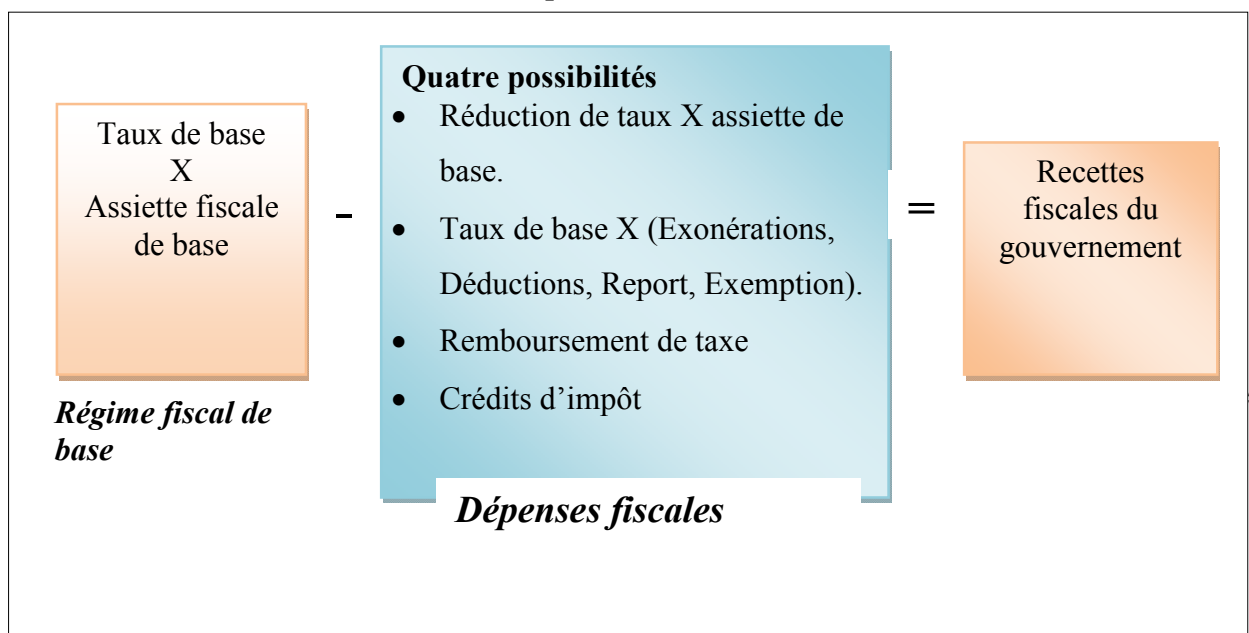 Taux de base
X
Assiette fiscale
de base
Régime fiscal de
base
-
Quatre possibilités
• Réduction de taux X assiette de
base.
• Taux de base X (Exonérations,
Déductions, Report, Exemption).
• Remboursement de taxe
• Crédits d’impôt
Dépenses fiscales
=
Recettes
fiscales du
gouvernement